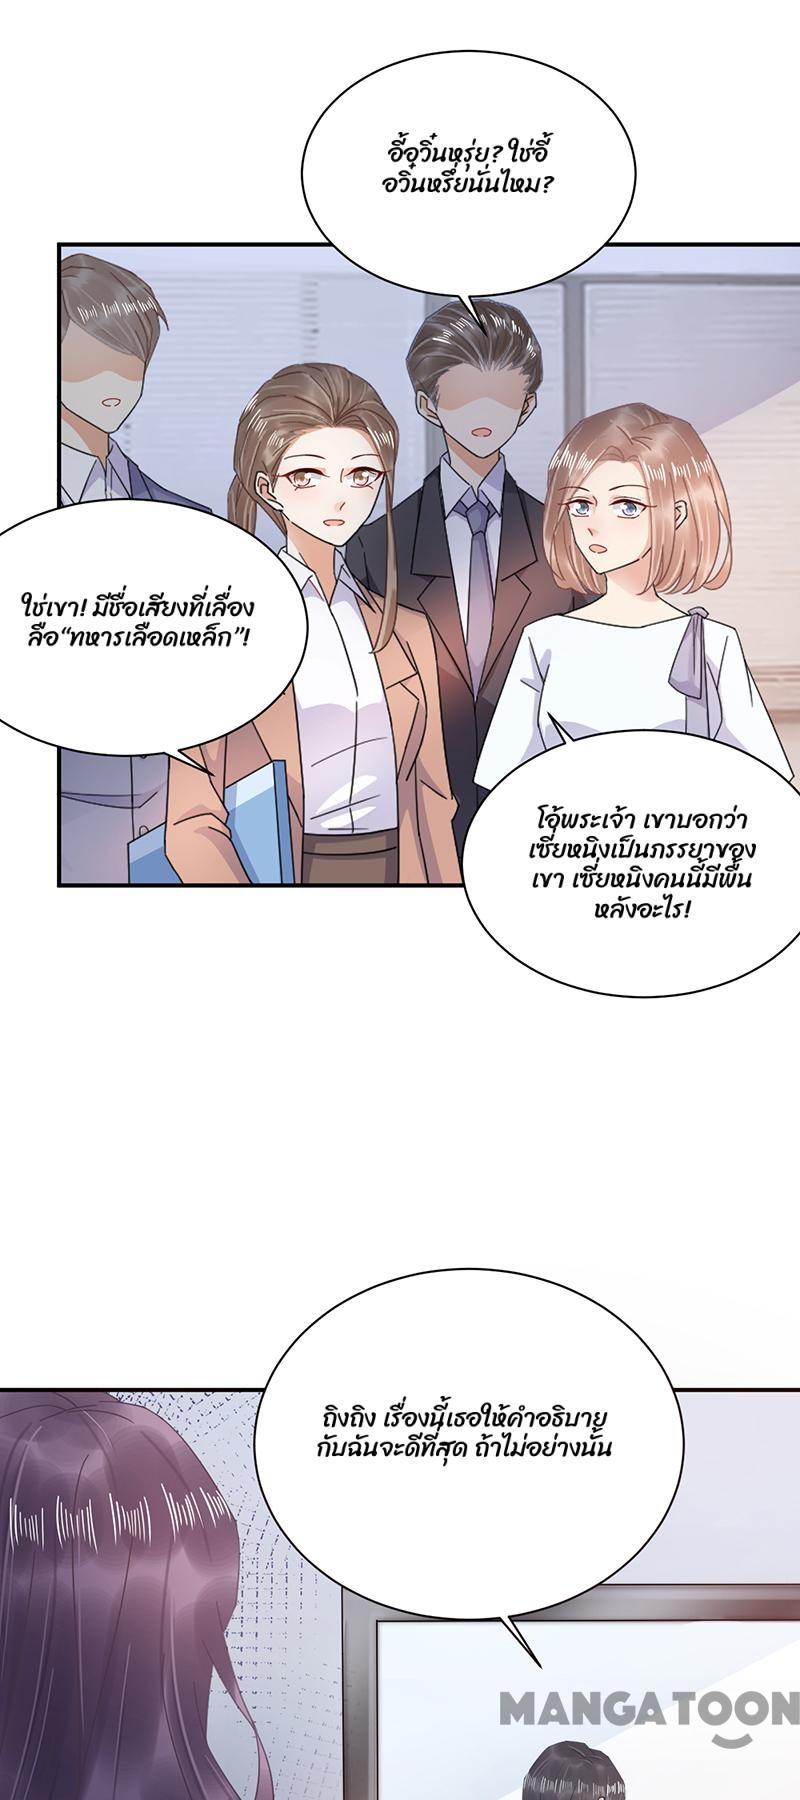 อี้อวิ๋นหรุ่ย? ใช่อี้
อวิ๋นหรี่ยนั่นไหม?
ใช่เขา! มีชื่อเสียงที่เลื่อง
ลือ“ทหารเลือดเหล็ก”!
โอ้พระเจ้า เขาบอกว่า
เซี่ยหนิงเป็นภรรยาของ
เขา เซี่ยหนิงคนนี้มีพื้น
หลังอะไร!
ถิงถิง เรื่องนี้เธอให้คำอธิบาย
กับฉันจะดีที่สุด ถ้าไม่อย่างนั้น
MANGATOON